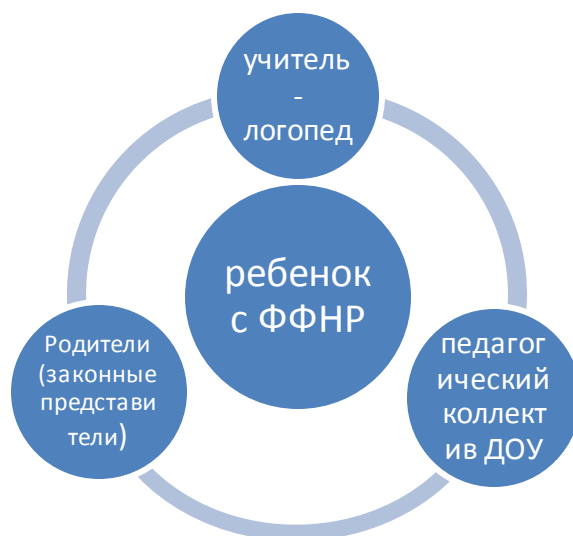 учитель
-
логопед
ребенок
с ФФНР
Родители
(законные
представи
тели)
педагог
ический
коллект
ив ДОУ